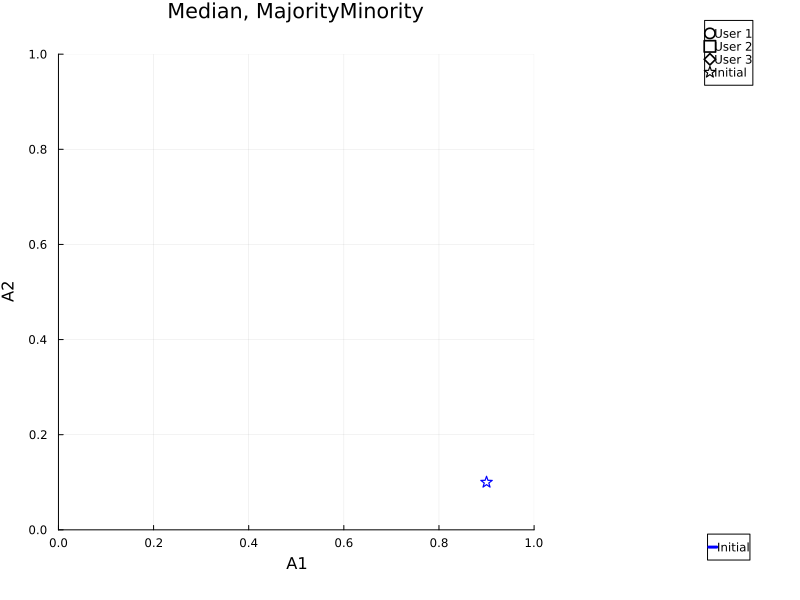 Median, MajorityMinority
User 1
User 2
User 3
Initial
1.0
0.8
0.6
0.4
0.2
0.0
A2
0.0 0.2 0.4 0.6 0.8 1.0
A1
Initial